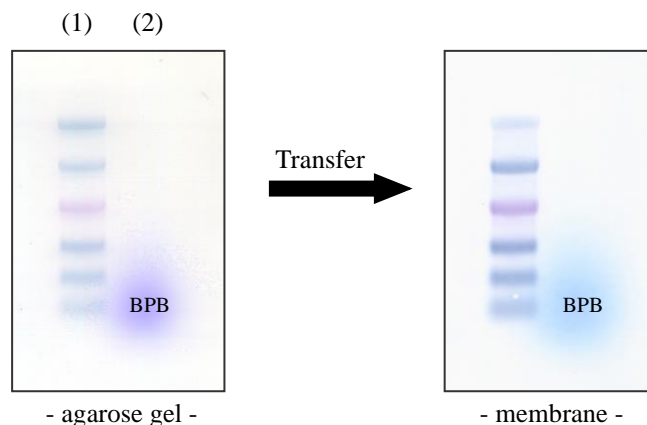 (1) (2)
Transfer
BPB
BPB
- agarose gel -
- membrane -